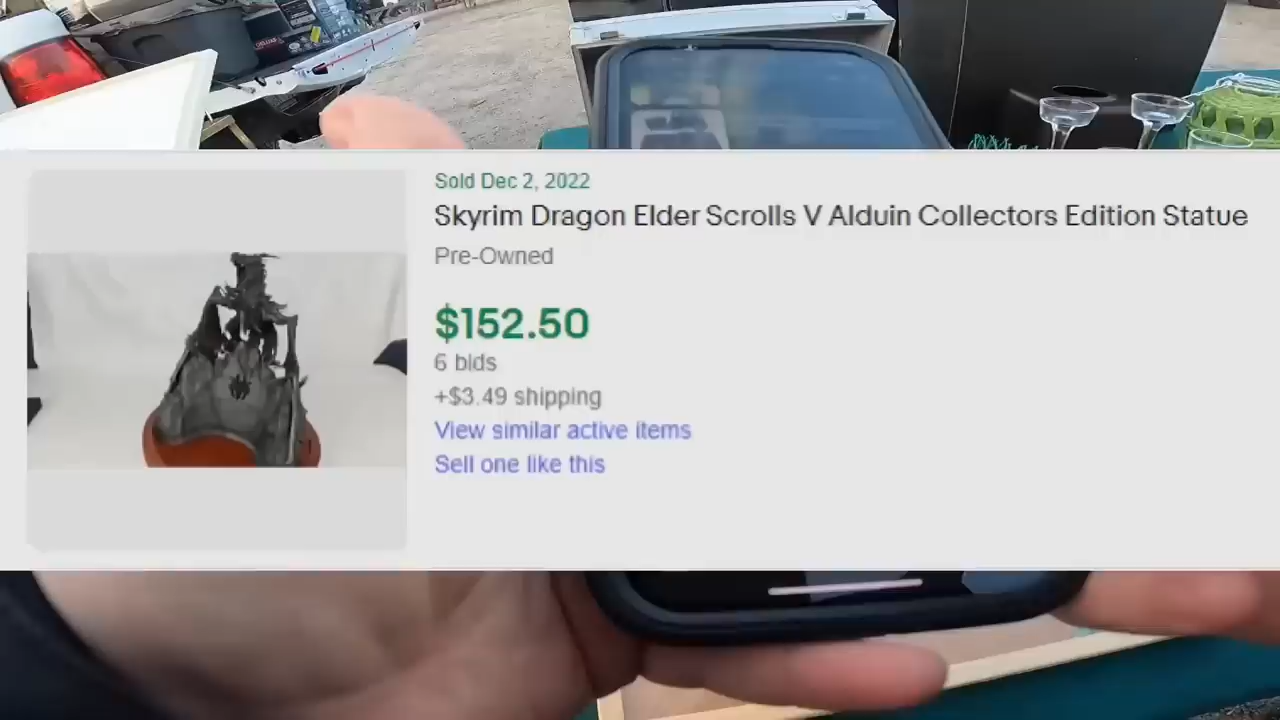 Sold Dec 2, 2022
Skyrim Dragon Elder Scrolls V Alduin Collectors Edition Statue
Pre-Owned
$152.50
6 bids
+$3.49 shipping
View similar active items
Sell one like this